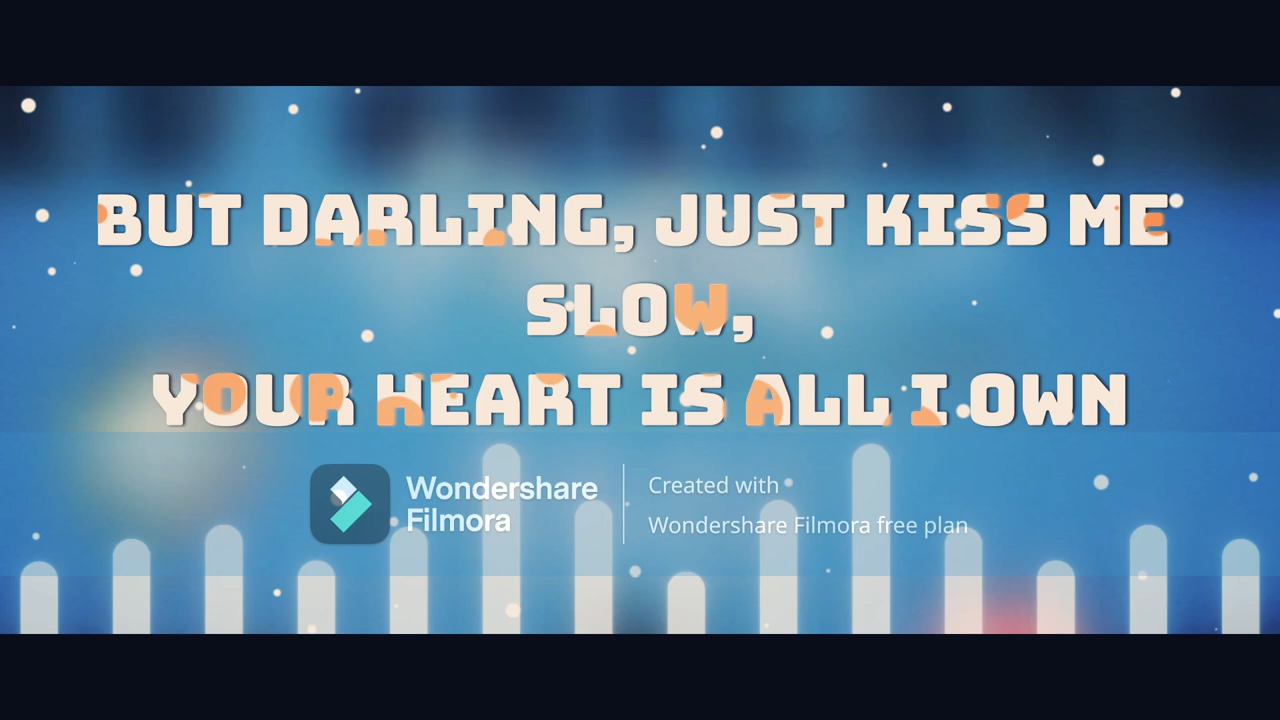 BUT DARLING, JUST KISS ME
SLOW,
YOUR HEART IS ALL I OWN
Wondershare
Filmora
Created with
Wondershare Filmora free plan